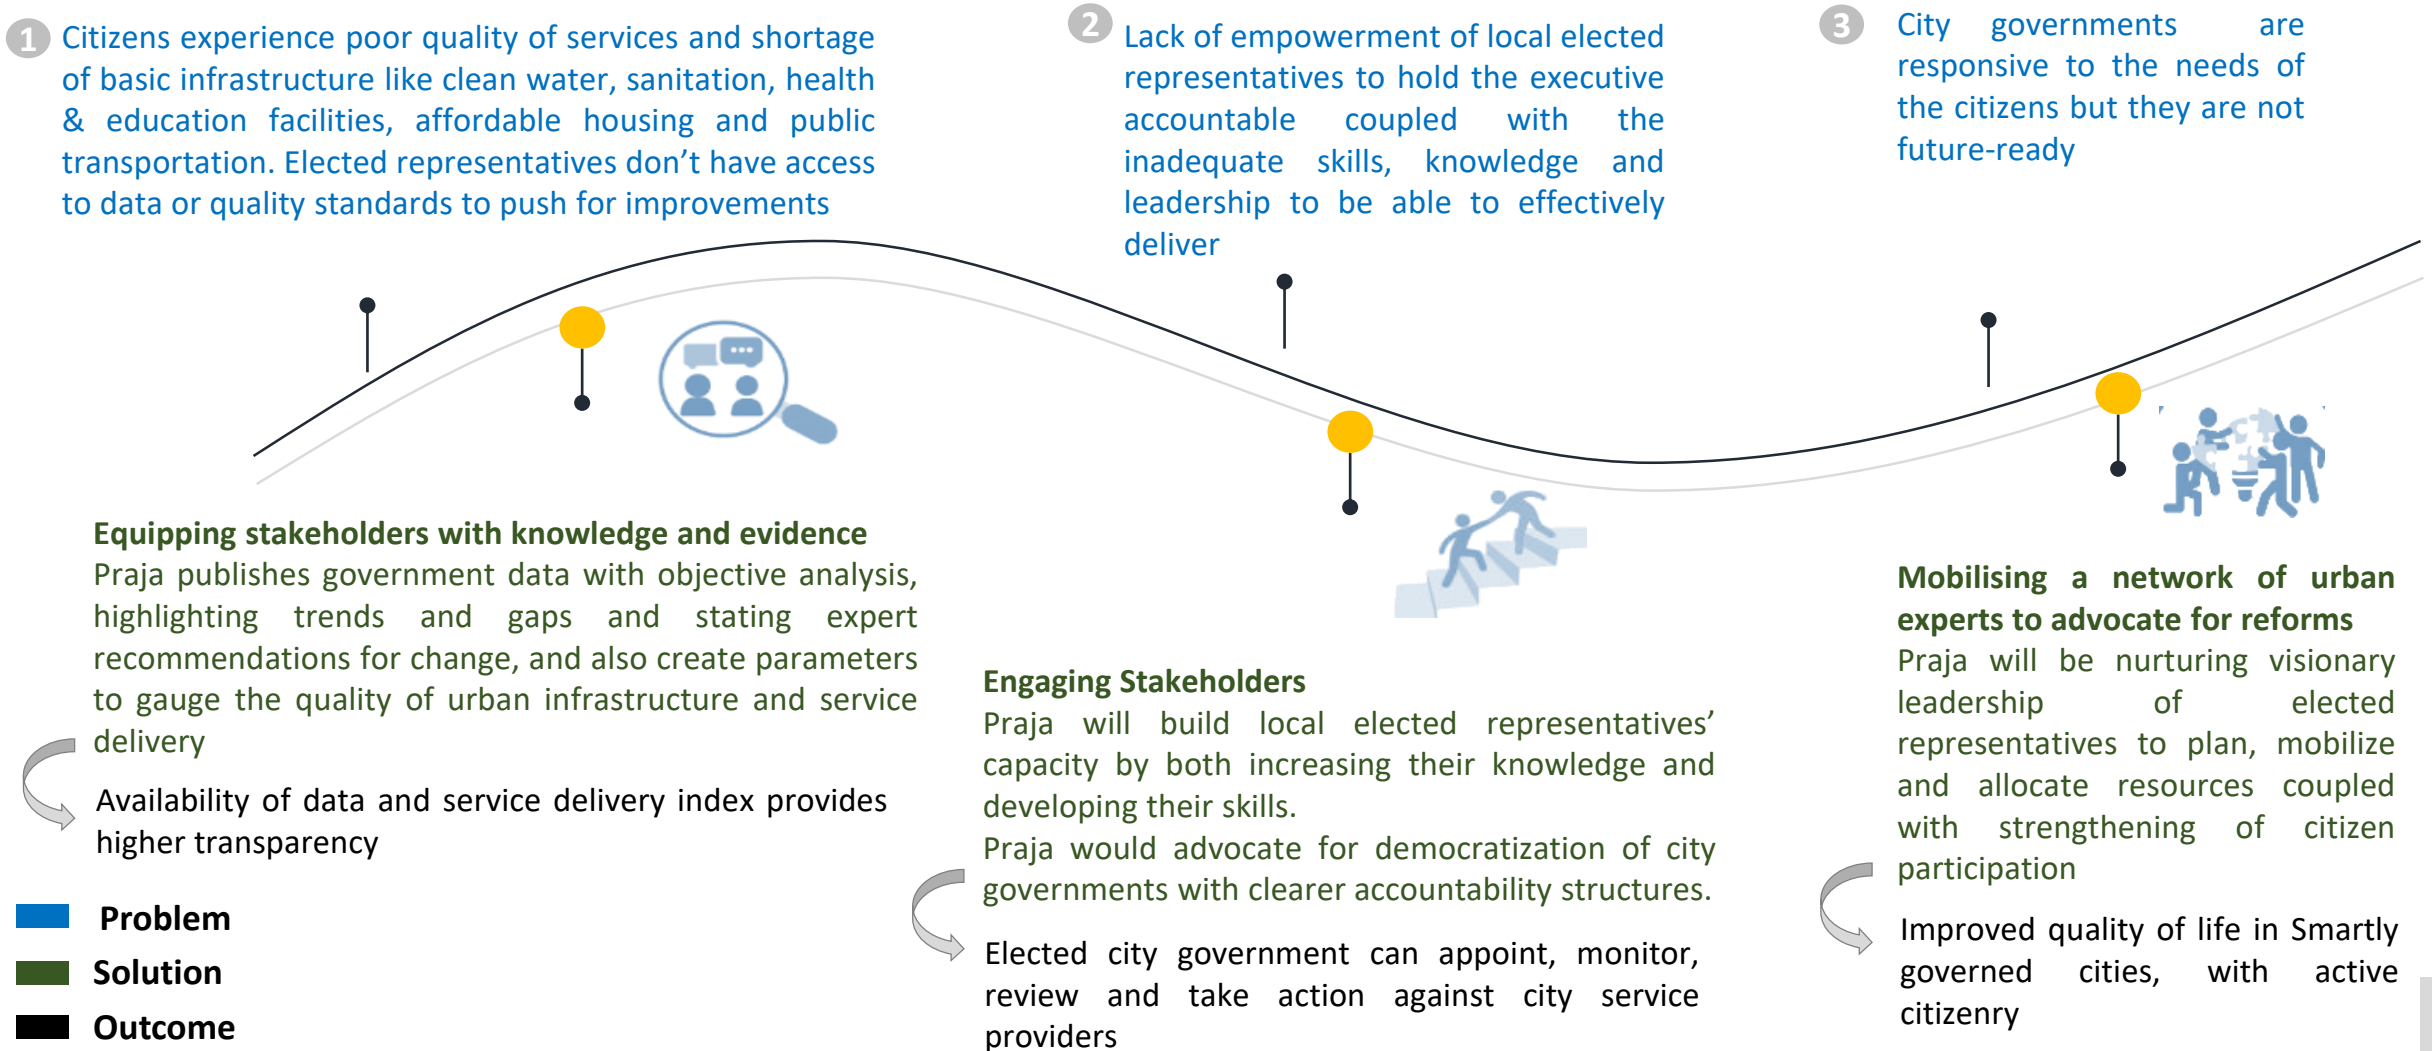 1
Citizens experience poor quality of services and shortage
of basic infrastructure like clean water, sanitation, health
& education facilities, affordable housing and public
transportation. Elected representatives don’t have access
to data or quality standards to push for improvements
2
Lack of empowerment of local elected
representatives to hold the executive
accountable coupled with the
inadequate skills, knowledge and
leadership to be able to effectively
deliver
3
City governments are
responsive to the needs of
the citizens but they are not
future-ready
Equipping stakeholders with knowledge and evidence
Praja publishes government data with objective analysis,
highlighting trends and gaps and stating expert
recommendations for change, and also create parameters
to gauge the quality of urban infrastructure and service
delivery
Availability of data and service delivery index provides
higher transparency
Engaging Stakeholders
Praja will build local elected representatives’
capacity by both increasing their knowledge and
developing their skills.
Praja would advocate for democratization of city
governments with clearer accountability structures.
Elected city government can appoint, monitor,
review and take action against city service
providers
Mobilising a network of urban
experts to advocate for reforms
Praja will be nurturing visionary
leadership of elected
representatives to plan, mobilize
and allocate resources coupled
with strengthening of citizen
participation
Improved quality of life in Smartly
governed cities, with active
citizenry
Problem
Solution
Outcome